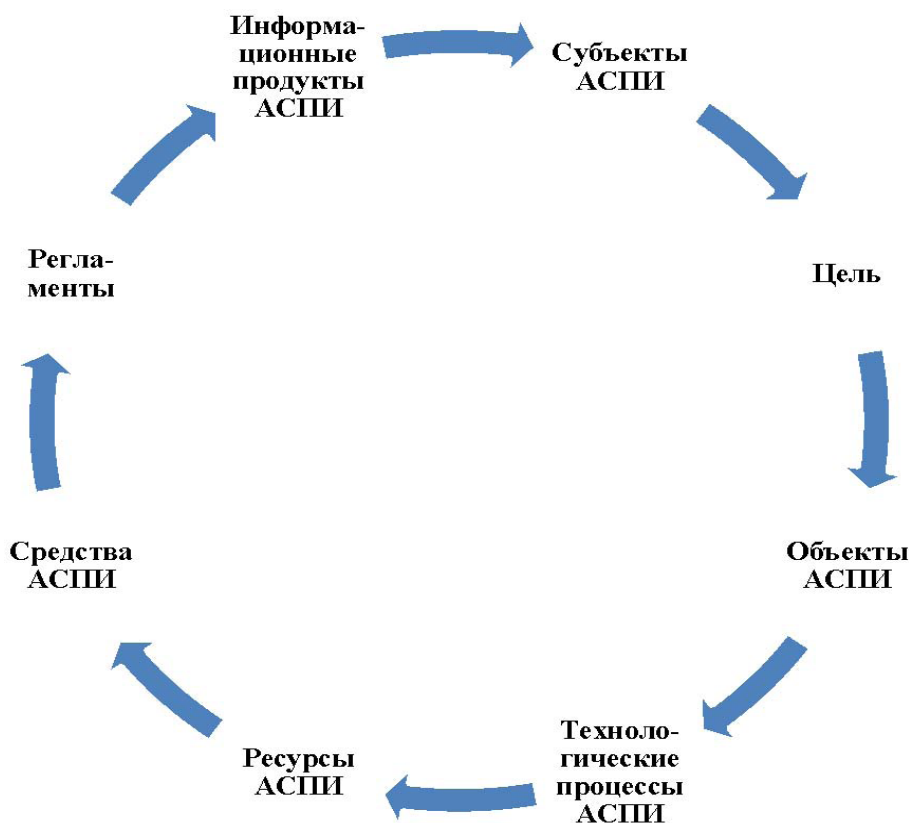 Информа-
ционные
продукты
АСПИ
Субъекты
АСПИ
Цель
Объекты
АСПИ
Техноло-
гические
процессы
АСПИ
Ресурсы
АСПИ
Средства
АСПИ
Регла-
менты